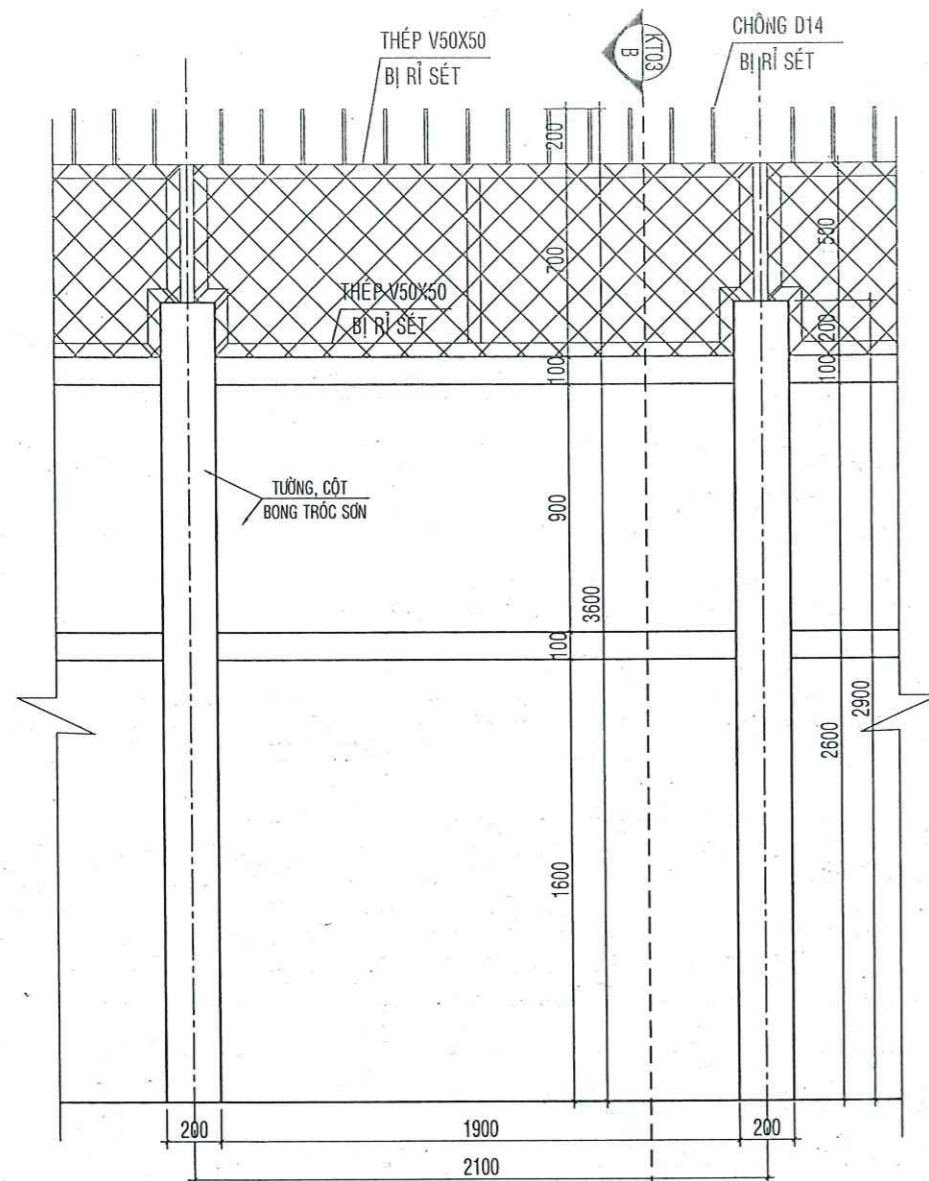 THÉP V50X50
BỊ RỈ SÉT
KT03
B
CHÔNG D14
BỊ RỈ SÉT
200
700
500
THÉP V50X50
BỊ RỈ SÉT
200
100
100
TƯỜNG, CỘT
BONG TRÓC SƠN
900
3600
100
2900
2600
1600
200
1900
200
2100